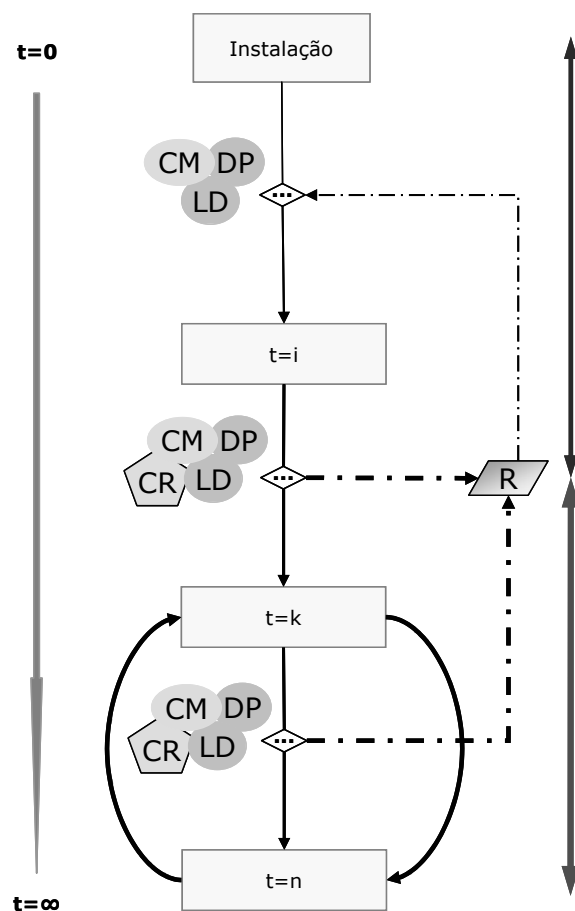 t=0
Instalação
CM DP
LD
...
t=i
CM DP
CR LD
...
R
t=k
CM DP
CR LD
...
t=n
t=∞